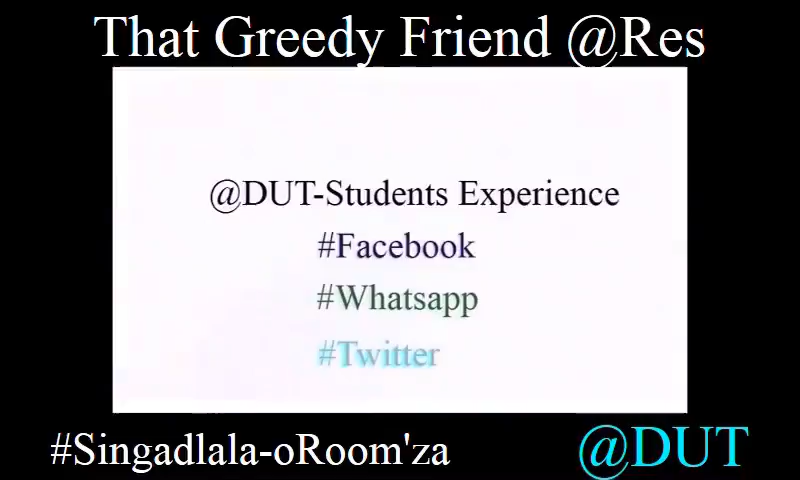 That Greedy Friend @Res
@DUT-Students Experience
#Facebook
#Whatsapp
#Twitter
#Singadlala-oRoom'za
@DUT